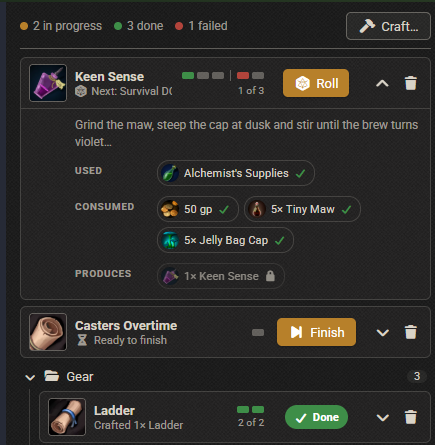 2 in progress
3 done
1 failed
Craft...
Keen Sense
Next: Survival DC
1 of 3
Roll
Grind the maw, steep the cap at dusk and stir until the brew turns
violet...
USED
Alchemist's Supplies
CONSUMED
50 gp
5× Tiny Maw
5× Jelly Bag Cap
PRODUCES
1× Keen Sense
Casters Overtime
Ready to finish
Finish
Gear
3
Ladder
Crafted 1× Ladder
2 of 2
Done